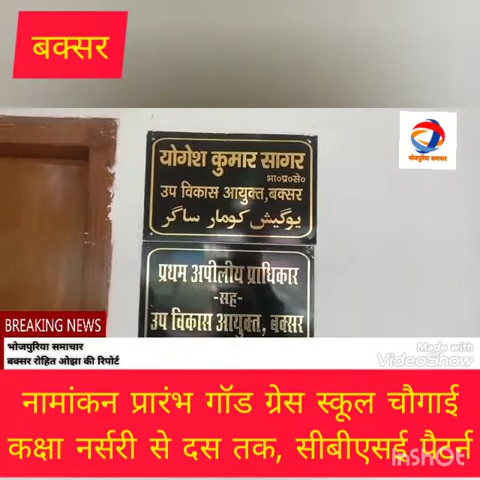 बक्सर
भोजपुरिया समाचार
योगेश कुमार सागर
भा०प्र०से०
उप विकास आयुक्त,बक्सर
یوگیش کومار ساگر
प्रथम अपीलीय प्राधिकार
-सह-
उप विकास आयुक्त, बक्सर
BREAKING NEWS
भोजपुरिया समाचार
बक्सर रोहित ओझा की रिपोर्ट
Made with
VideoShow
नामांकन प्रारंभ गॉड ग्रेस स्कूल चौगाई
कक्षा नर्सरी से दस तक, सीबीएसई पैटर्न
InShOt